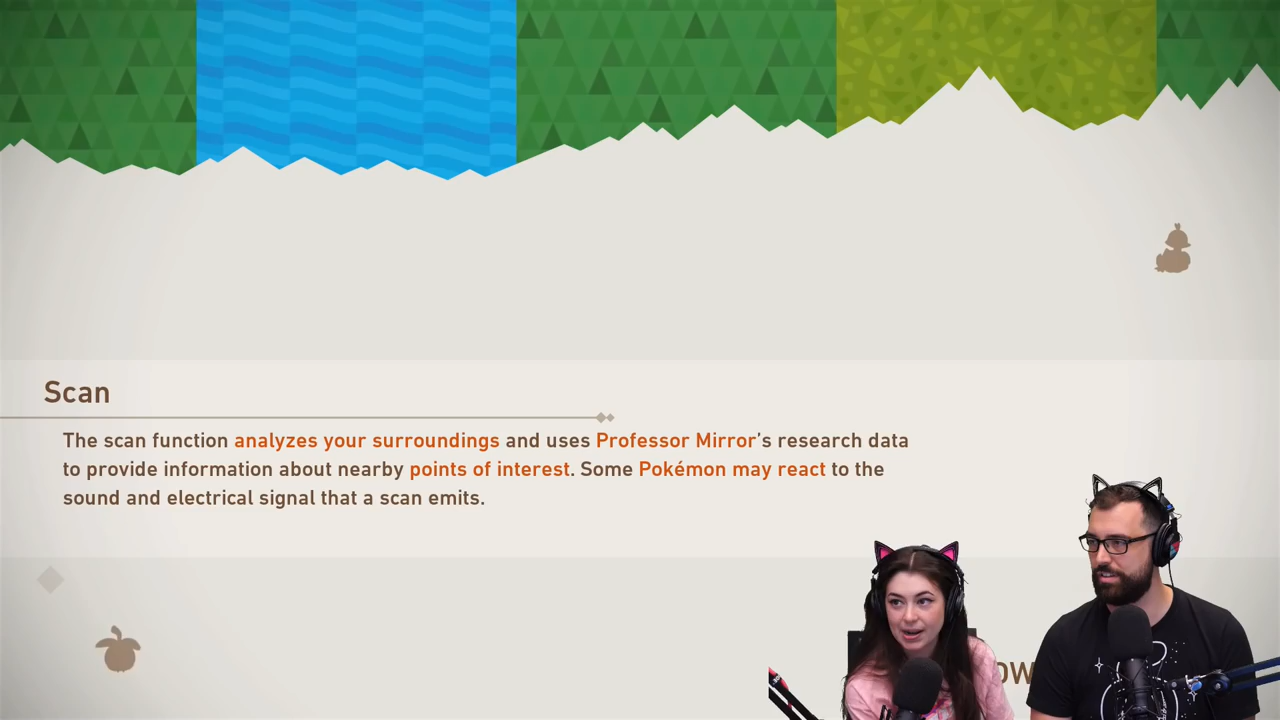 Scan
The scan function analyzes your surroundings and uses Professor Mirror's research data
to provide information about nearby points of interest. Some Pokémon may react to the
sound and electrical signal that a scan emits.